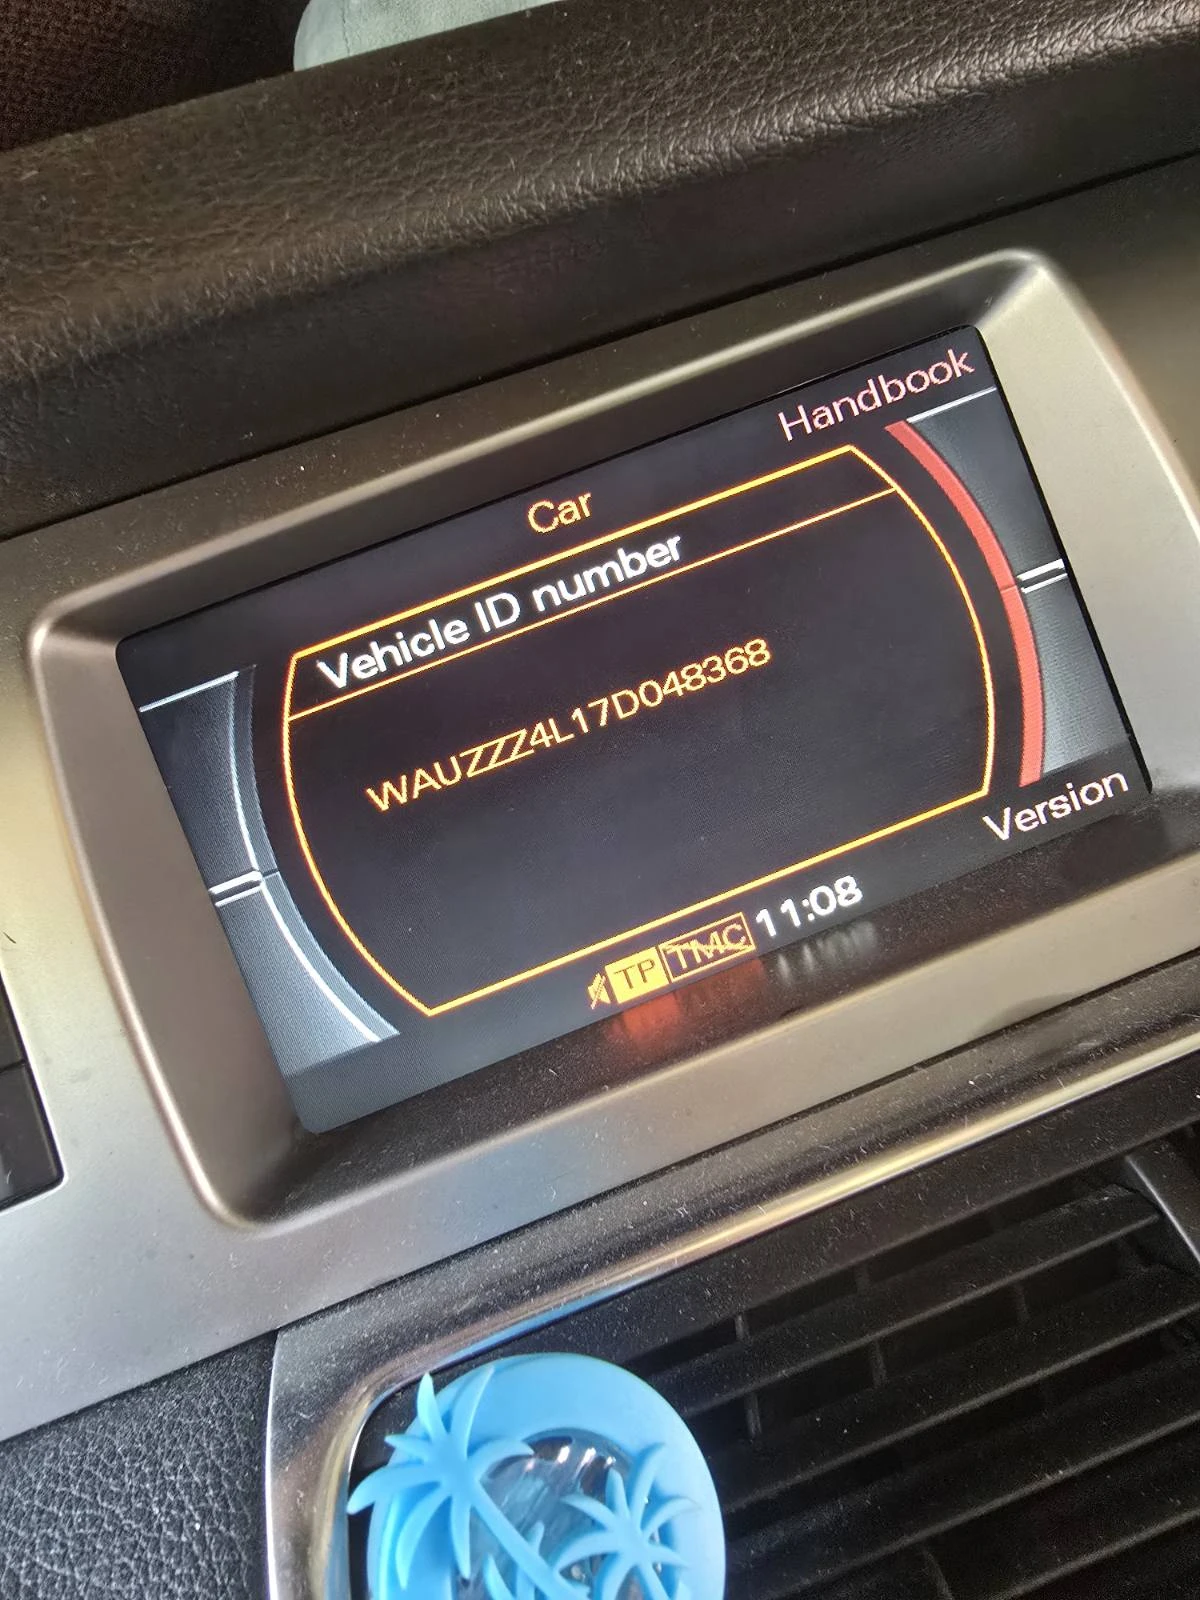 Handbook
Car
Vehicle ID number
WAUZZZ4L17D048368
Version
TP TMC 11:08